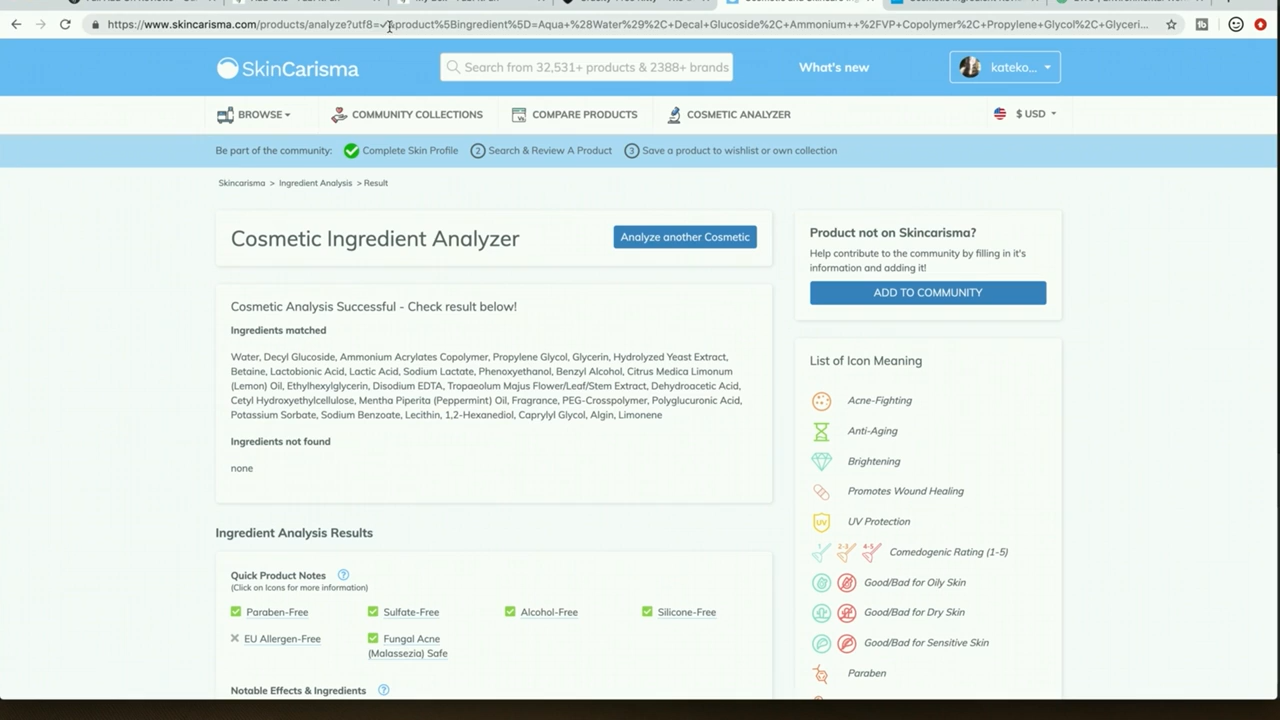 https://www.skincarisma.com/products/analyze?utf8=✓&product%5Bingredient%5D=Aqua+%28Water%29%2C+Decal+Glucoside%2C+Ammonium++%2FVP+Copolymer%2C+Propylene+Glycol%2C+Glyceri...
SkinCarisma
Search from 32,531+ products & 2388+ brands
What's new
kateko...
BROWSE
COMMUNITY COLLECTIONS
COMPARE PRODUCTS
COSMETIC ANALYZER
$ USD
Be part of the community:
Complete Skin Profile
2 Search & Review A Product
3 Save a product to wishlist or own collection
Skincarisma > Ingredient Analysis > Result
Cosmetic Ingredient Analyzer
Analyze another Cosmetic
Cosmetic Analysis Successful - Check result below!
Ingredients matched
Water, Decyl Glucoside, Ammonium Acrylates Copolymer, Propylene Glycol, Glycerin, Hydrolyzed Yeast Extract,
Betaine, Lactobionic Acid, Lactic Acid, Sodium Lactate, Phenoxyethanol, Benzyl Alcohol, Citrus Medica Limonum
(Lemon) Oil, Ethylhexylglycerin, Disodium EDTA, Tropaeolum Majus Flower/Leaf/Stem Extract, Dehydroacetic Acid,
Cetyl Hydroxyethylcellulose, Mentha Piperita (Peppermint) Oil, Fragrance, PEG-Crosspolymer, Polyglucuronic Acid,
Potassium Sorbate, Sodium Benzoate, Lecithin, 1,2-Hexanediol, Caprylyl Glycol, Algin, Limonene
Ingredients not found
none
Ingredient Analysis Results
Quick Product Notes
(Click on Icons for more information)
Paraben-Free
Sulfate-Free
Alcohol-Free
Silicone-Free
EU Allergen-Free
Fungal Acne
(Malassezia) Safe
Notable Effects & Ingredients
Product not on Skincarisma?
Help contribute to the community by filling in it's
information and adding it!
ADD TO COMMUNITY
List of Icon Meaning
Acne-Fighting
Anti-Aging
Brightening
Promotes Wound Healing
UV
UV Protection
1 2-3 4-5
Comedogenic Rating (1-5)
Good/Bad for Oily Skin
Good/Bad for Dry Skin
Good/Bad for Sensitive Skin
Paraben